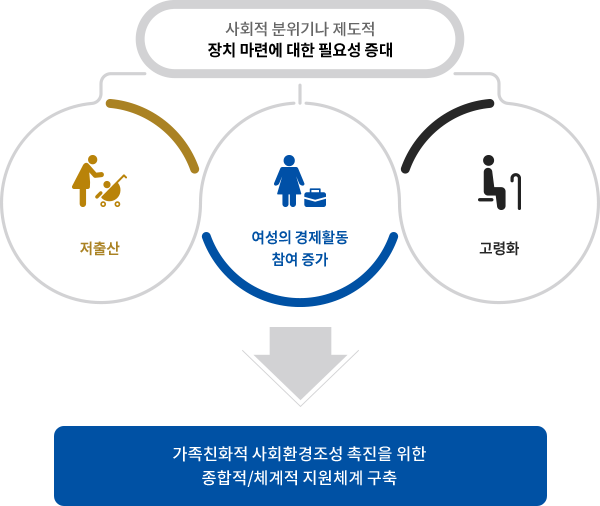 사회적 분위기나 제도적
장치 마련에 대한 필요성 증대
저출산
여성의 경제활동
참여 증가
고령화
가족친화적 사회환경조성 촉진을 위한
종합적/체계적 지원체계 구축